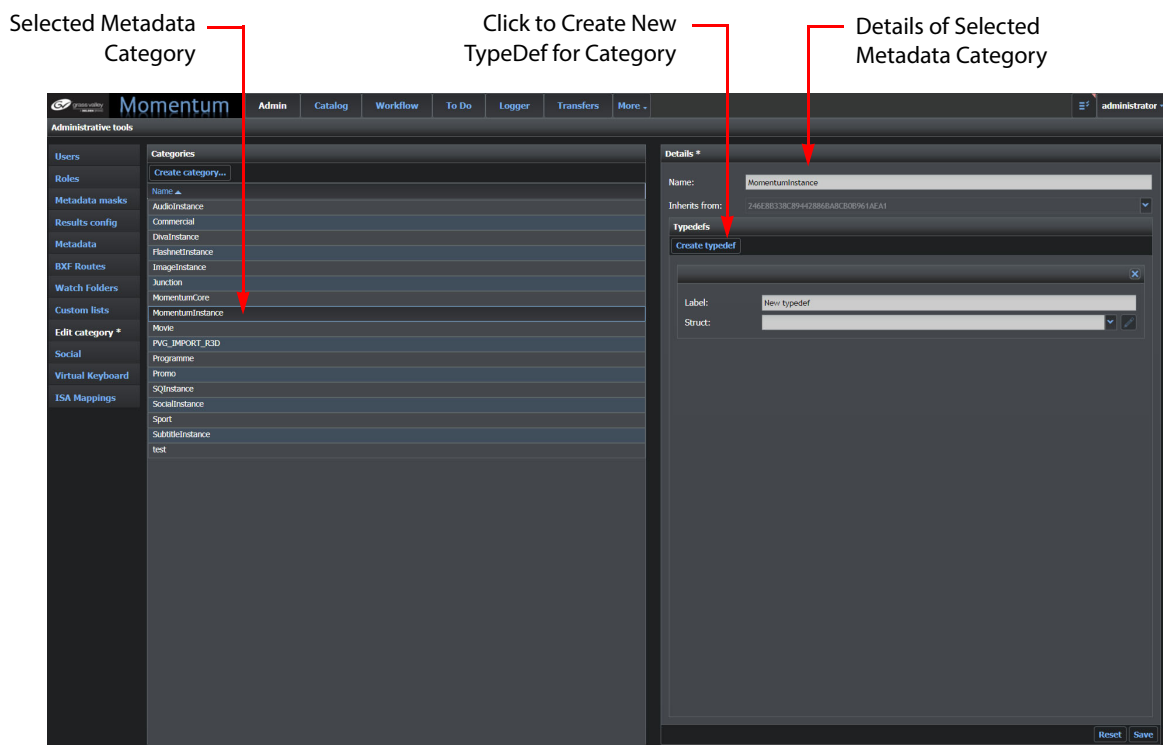 Selected Metadata
Category
Click to Create New
TypeDef for Category
Details of Selected
Metadata Category
grass valley
Momentum
Admin
Catalog
Workflow
To Do
Logger
Transfers
More
administrator
Administrative tools
Users
Roles
Metadata masks
Results config
Metadata
BXF Routes
Watch Folders
Custom lists
Edit category *
Social
Virtual Keyboard
ISA Mappings
Categories
Create category...
Name
AudioInstance
Commercial
DivaInstance
FlashnetInstance
ImageInstance
Junction
MomentumCore
MomentumInstance
Movie
PVG_IMPORT_R3D
Programme
Promo
SQInstance
SocialInstance
Sport
SubtitleInstance
test
Details *
Name:
MomentumInstance
Inherits from:
Typedefs
Create typedef
Label:
New typedef
Struct:
Reset
Save